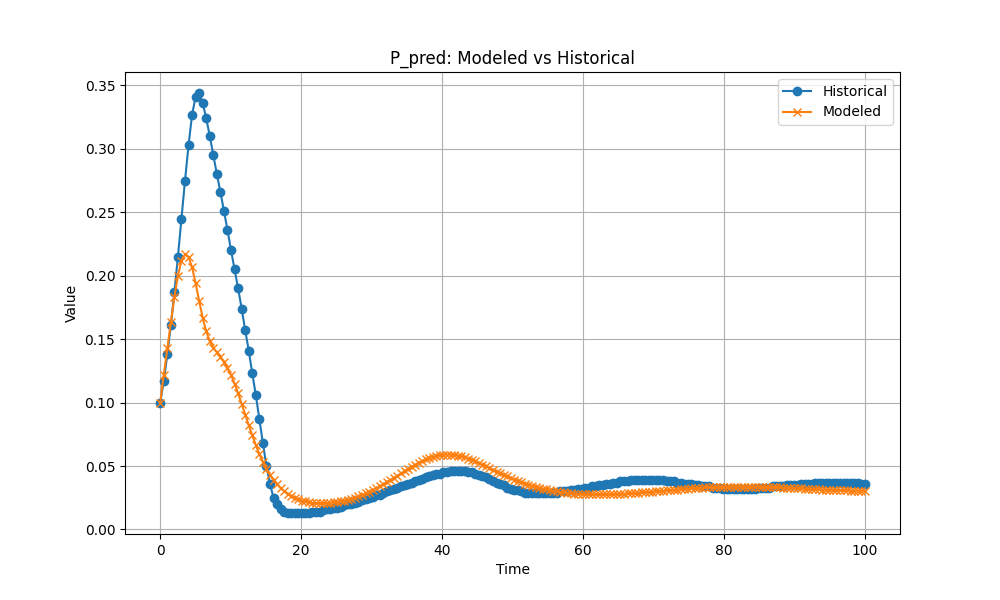 P_pred: Modeled vs Historical
Historical
Modeled
Value
0.35
0.30
0.25
0.20
0.15
0.10
0.05
0.00
0 20 40 60 80 100
Time